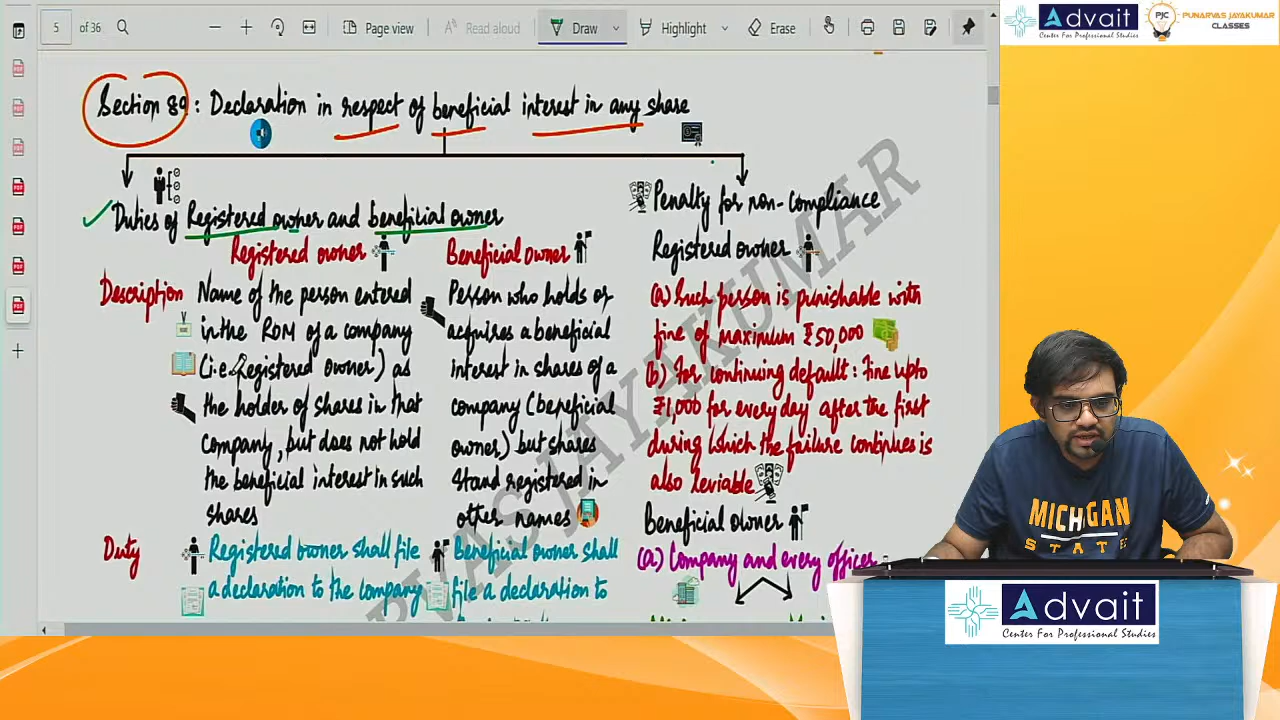 5 of 36
Page view
Read aloud
Draw
Highlight
Erase
Advait
Center For Professional Studies
PJC
PUNARVAS JAYAKUMAR
CLASSES
Section 89: Declaration in respect of beneficial interest in any share
Duties of Registered owner and beneficial owner
Registered owner
Beneficial Owner
Description
Name of the person entered
in the ROM of a company
(i.e Registered owner) as
the holder of shares in that
company, but does not hold
the beneficial interest in such
shares
Person who holds or
acquires a beneficial
interest in shares of a
company (beneficial
owner) but shares
stand registered in
other names
Duty
Registered owner shall file
a declaration to the company
Beneficial owner shall
file a declaration to
Penalty for non-compliance
Registered owner
(a) Such person is punishable with
fine of maximum ₹50,000
(b) For continuing default: Fine upto
₹1,000 for every day after the first
during which the failure continues is
also leviable
Beneficial owner
(a) Company and every officer
VAS JAYAKUMAR
MICHIGAN
STATE
Advait
Center For Professional Studies